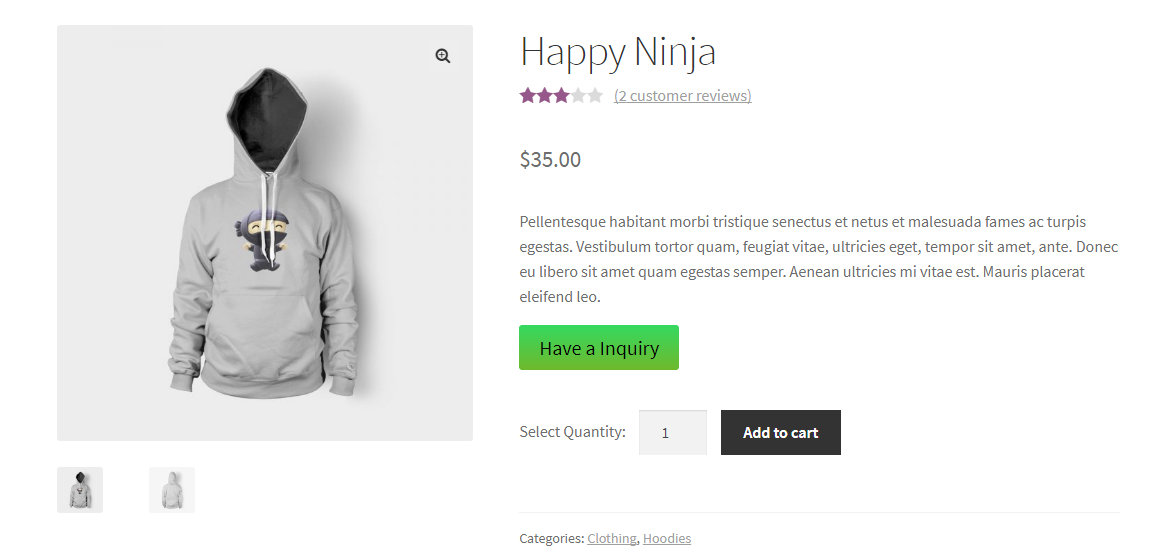 Happy Ninja
(2 customer reviews)
$35.00
Pellentesque habitant morbi tristique senectus et netus et malesuada fames ac turpis
egestas. Vestibulum tortor quam, feugiat vitae, ultricies eget, tempor sit amet, ante. Donec
eu libero sit amet quam egestas semper. Aenean ultricies mi vitae est. Mauris placerat
eleifend leo.
Have a Inquiry
Select Quantity: 1 Add to cart
Categories: Clothing, Hoodies